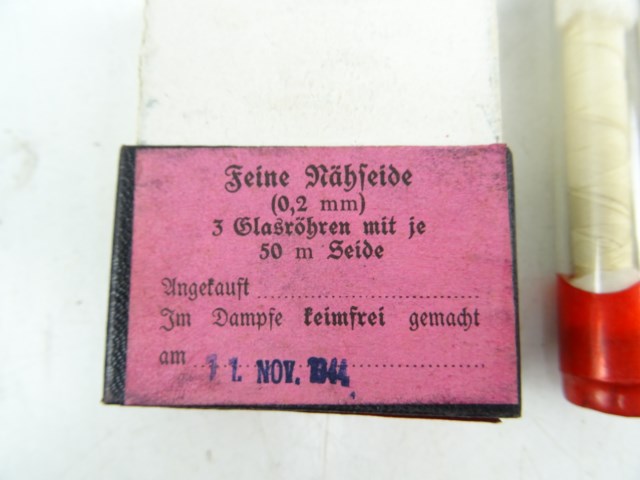 Feine Nähseide
(0,2 mm)
3 Glasröhren mit je
50 m Seide
Angekauft
Im Dampfe keimfrei gemacht
am 11. NOV. 1944